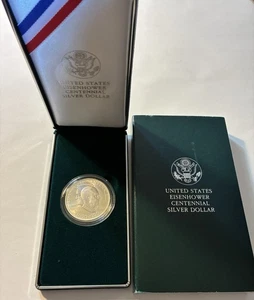 UNITED STATES
EISENHOWER
CENTENNIAL
SILVER DOLLAR
UNITED STATES
EISENHOWER
CENTENNIAL
SILVER DOLLAR